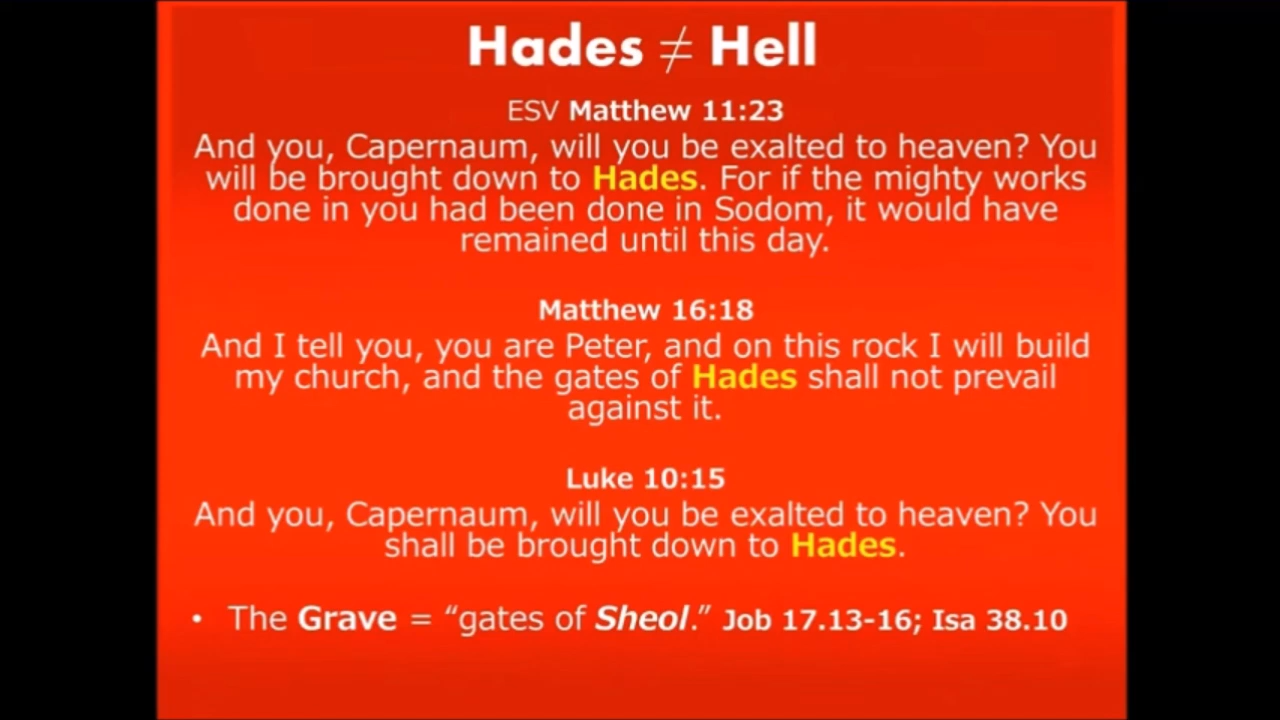 Hades ≠ Hell
ESV Matthew 11:23
And you, Capernaum, will you be exalted to heaven? You
will be brought down to Hades. For if the mighty works
done in you had been done in Sodom, it would have
remained until this day.
Matthew 16:18
And I tell you, you are Peter, and on this rock I will build
my church, and the gates of Hades shall not prevail
against it.
Luke 10:15
And you, Capernaum, will you be exalted to heaven? You
shall be brought down to Hades.
• The Grave = “gates of Sheol.” Job 17.13-16; Isa 38.10